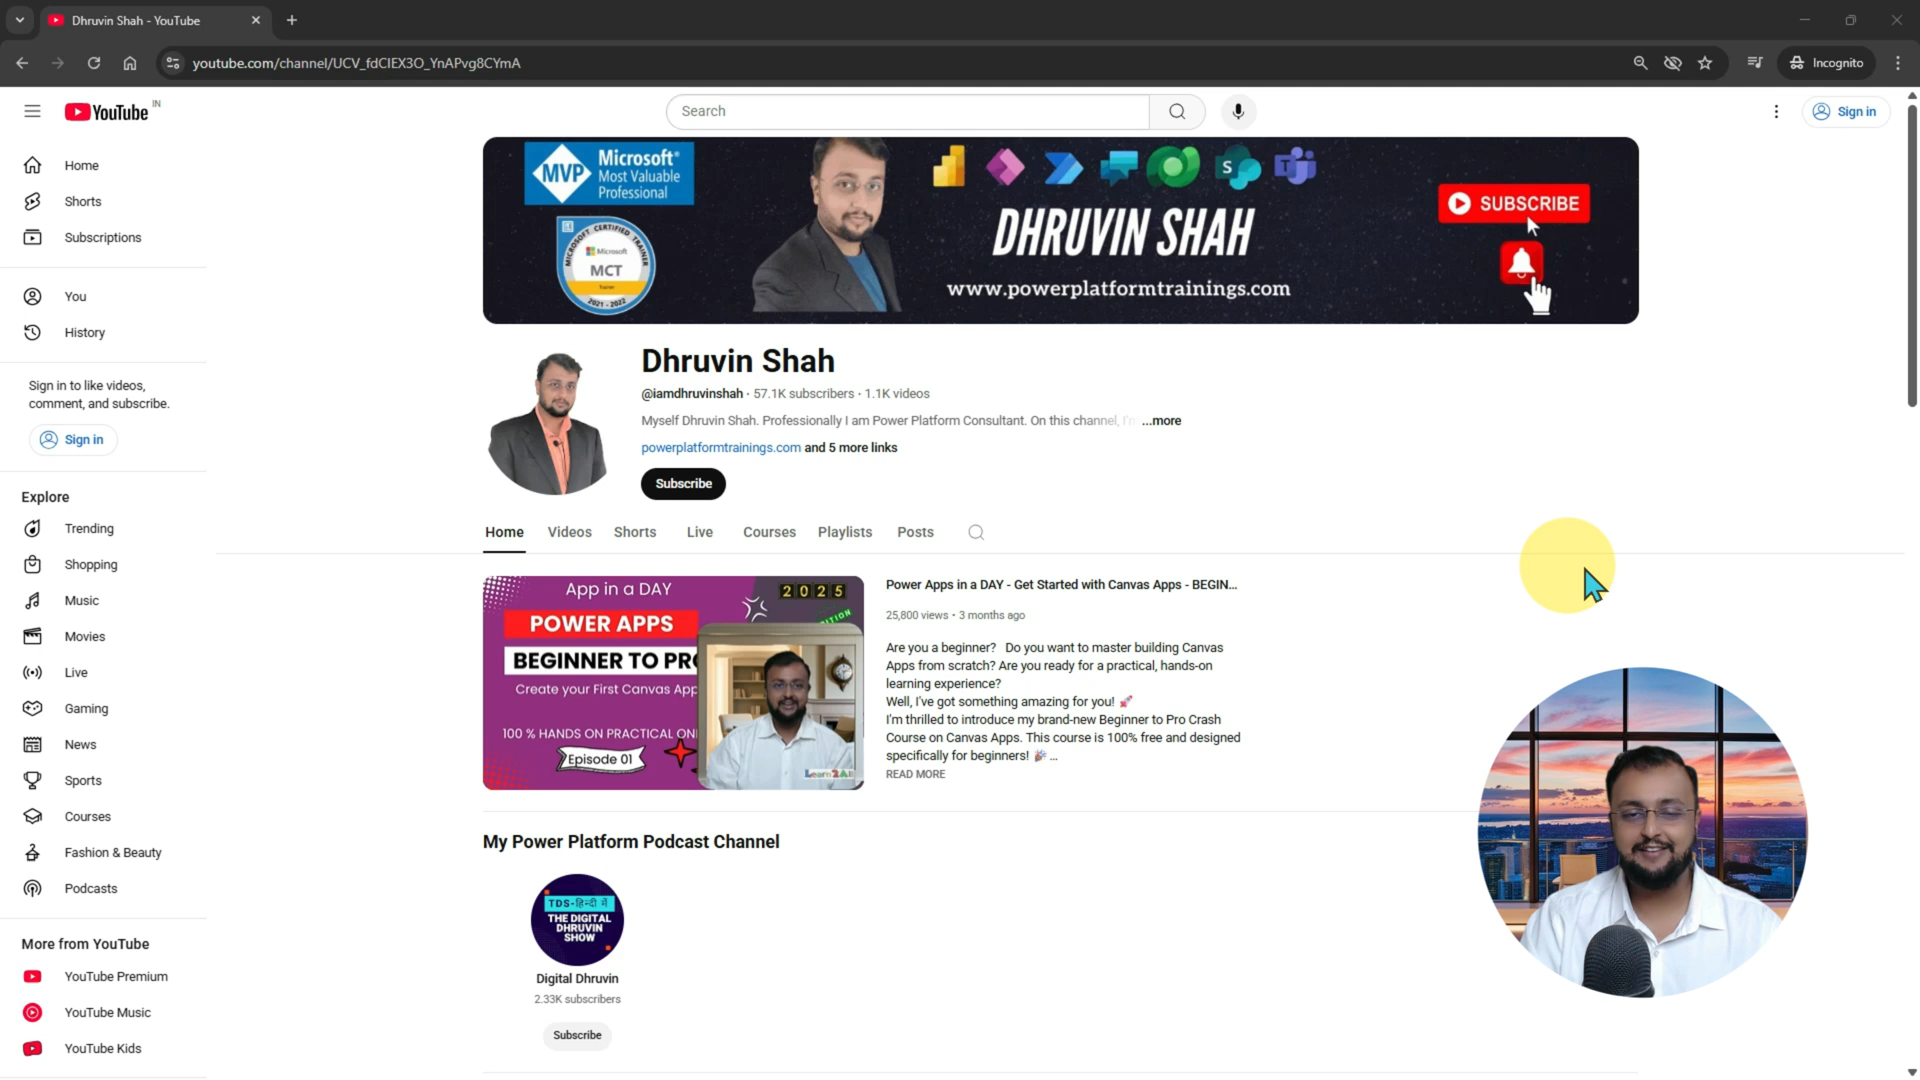 Dhruvin Shah - YouTube
youtube.com/channel/UCV_fdCIEX3O_YnAPvg8CYmA
Incognito
YouTube IN
Search
Sign in
Home
Shorts
Subscriptions
You
History
Sign in to like videos,
comment, and subscribe.
Sign in
Explore
Trending
Shopping
Music
Movies
Live
Gaming
News
Sports
Courses
Fashion & Beauty
Podcasts
More from YouTube
YouTube Premium
YouTube Music
YouTube Kids
MVP
Microsoft®
Most Valuable
Professional
MICROSOFT CERTIFIED TRAINER
Microsoft
MCT
Trainer
2021 - 2022
S
T
DHRUVIN SHAH
www.powerplatformtrainings.com
SUBSCRIBE
Dhruvin Shah
@iamdhruvinshah · 57.1K subscribers · 1.1K videos
Myself Dhruvin Shah. Professionally I am Power Platform Consultant. On this channel, I'm ...more
powerplatformtrainings.com and 5 more links
Subscribe
Home
Videos
Shorts
Live
Courses
Playlists
Posts
App in a DAY
2025
POWER APPS
BEGINNER TO PRO
Create your First Canvas App
100 % HANDS ON PRACTICAL ON
Episode 01
Learn2All
Power Apps in a DAY - Get Started with Canvas Apps - BEGIN...
25,800 views • 3 months ago
Are you a beginner? Do you want to master building Canvas
Apps from scratch? Are you ready for a practical, hands-on
learning experience?
Well, I've got something amazing for you! 🚀
I'm thrilled to introduce my brand-new Beginner to Pro Crash
Course on Canvas Apps. This course is 100% free and designed
specifically for beginners! 🎉 ...
READ MORE
My Power Platform Podcast Channel
TDS-हिन्दी में
THE DIGITAL
DHRUVIN
SHOW
Digital Dhruvin
2.33K subscribers
Subscribe